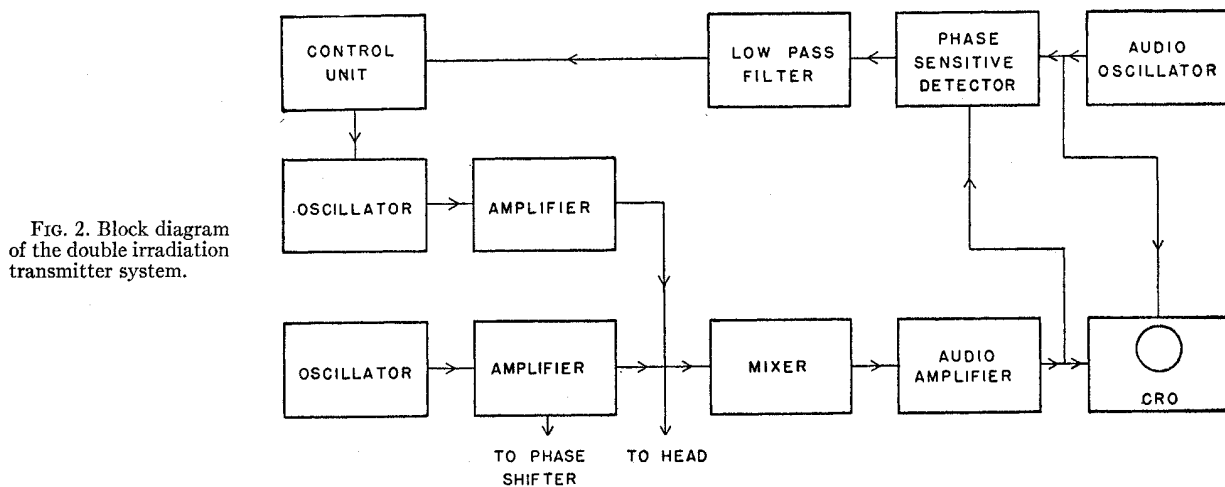 CONTROL
UNIT
LOW PASS
FILTER
PHASE
SENSITIVE
DETECTOR
AUDIO
OSCILLATOR
OSCILLATOR
AMPLIFIER
FIG. 2. Block diagram
of the double irradiation
transmitter system.
OSCILLATOR
AMPLIFIER
MIXER
AUDIO
AMPLIFIER
CRO
TO PHASE
SHIFTER
TO HEAD